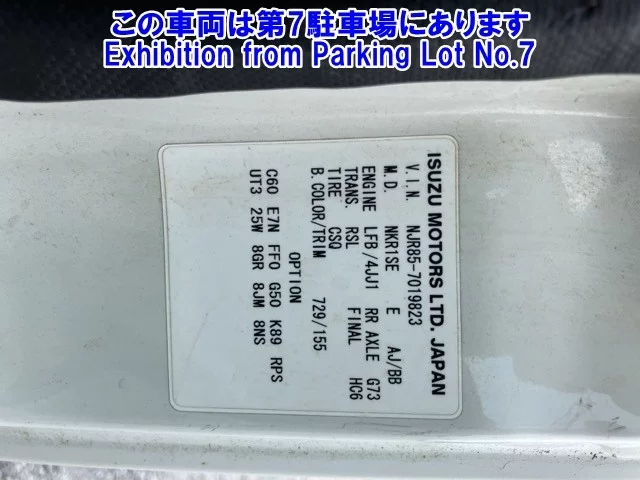 この車両は第7駐車場にあります
Exhibition from Parking Lot No.7
ISUZU MOTORS LTD. JAPAN
V.I.N. NJR85-7019823
M.D. NKR1SE E AJ/BB
ENGINE LFB/4JJ1 RR AXLE G73
TRANS. RSL FINAL HC6
TIRE CSQ
B.COLOR/TRIM 729/155
OPTION
C60 E7N FF0 G50 K89 RPS
UT3 25W 8GR 8JM 8NS